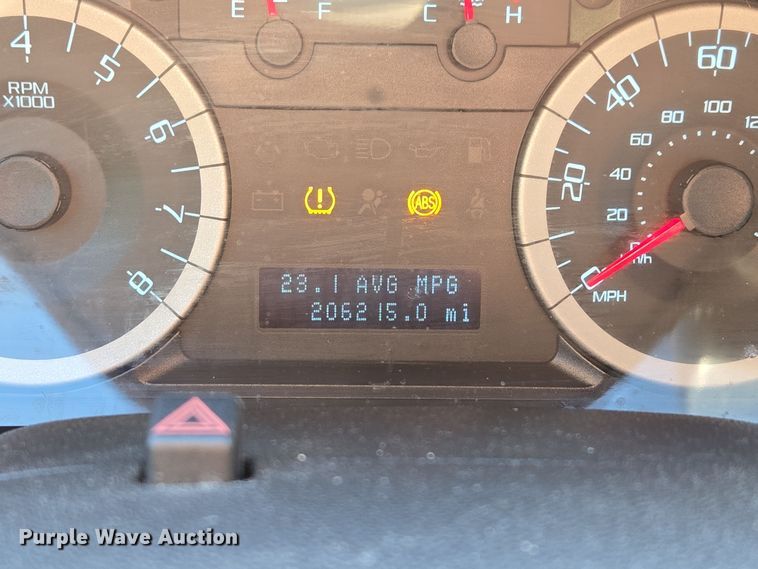 E F C H
4 5 6 7 8
RPM
X1000
0 20 40 60
20 40 60 80 100
km/h
MPH
ABS
23.1 AVG MPG
206215.0 mi
Purple Wave Auction